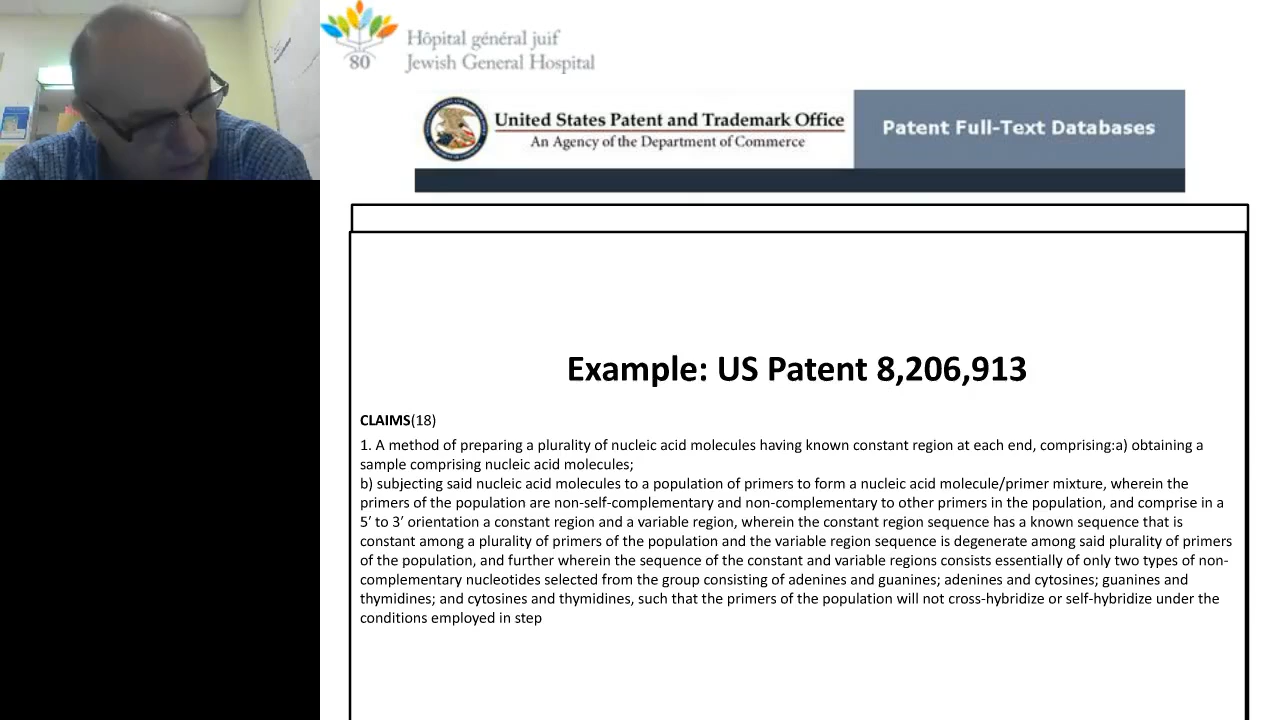 80
Hôpital général juif
Jewish General Hospital
United States Patent and Trademark Office
An Agency of the Department of Commerce
Patent Full-Text Databases
Example: US Patent 8,206,913
CLAIMS(18)
1. A method of preparing a plurality of nucleic acid molecules having known constant region at each end, comprising:a) obtaining a
sample comprising nucleic acid molecules;
b) subjecting said nucleic acid molecules to a population of primers to form a nucleic acid molecule/primer mixture, wherein the
primers of the population are non-self-complementary and non-complementary to other primers in the population, and comprise in a
5′ to 3′ orientation a constant region and a variable region, wherein the constant region sequence has a known sequence that is
constant among a plurality of primers of the population and the variable region sequence is degenerate among said plurality of primers
of the population, and further wherein the sequence of the constant and variable regions consists essentially of only two types of non-
complementary nucleotides selected from the group consisting of adenines and guanines; adenines and cytosines; guanines and
thymidines; and cytosines and thymidines, such that the primers of the population will not cross-hybridize or self-hybridize under the
conditions employed in step